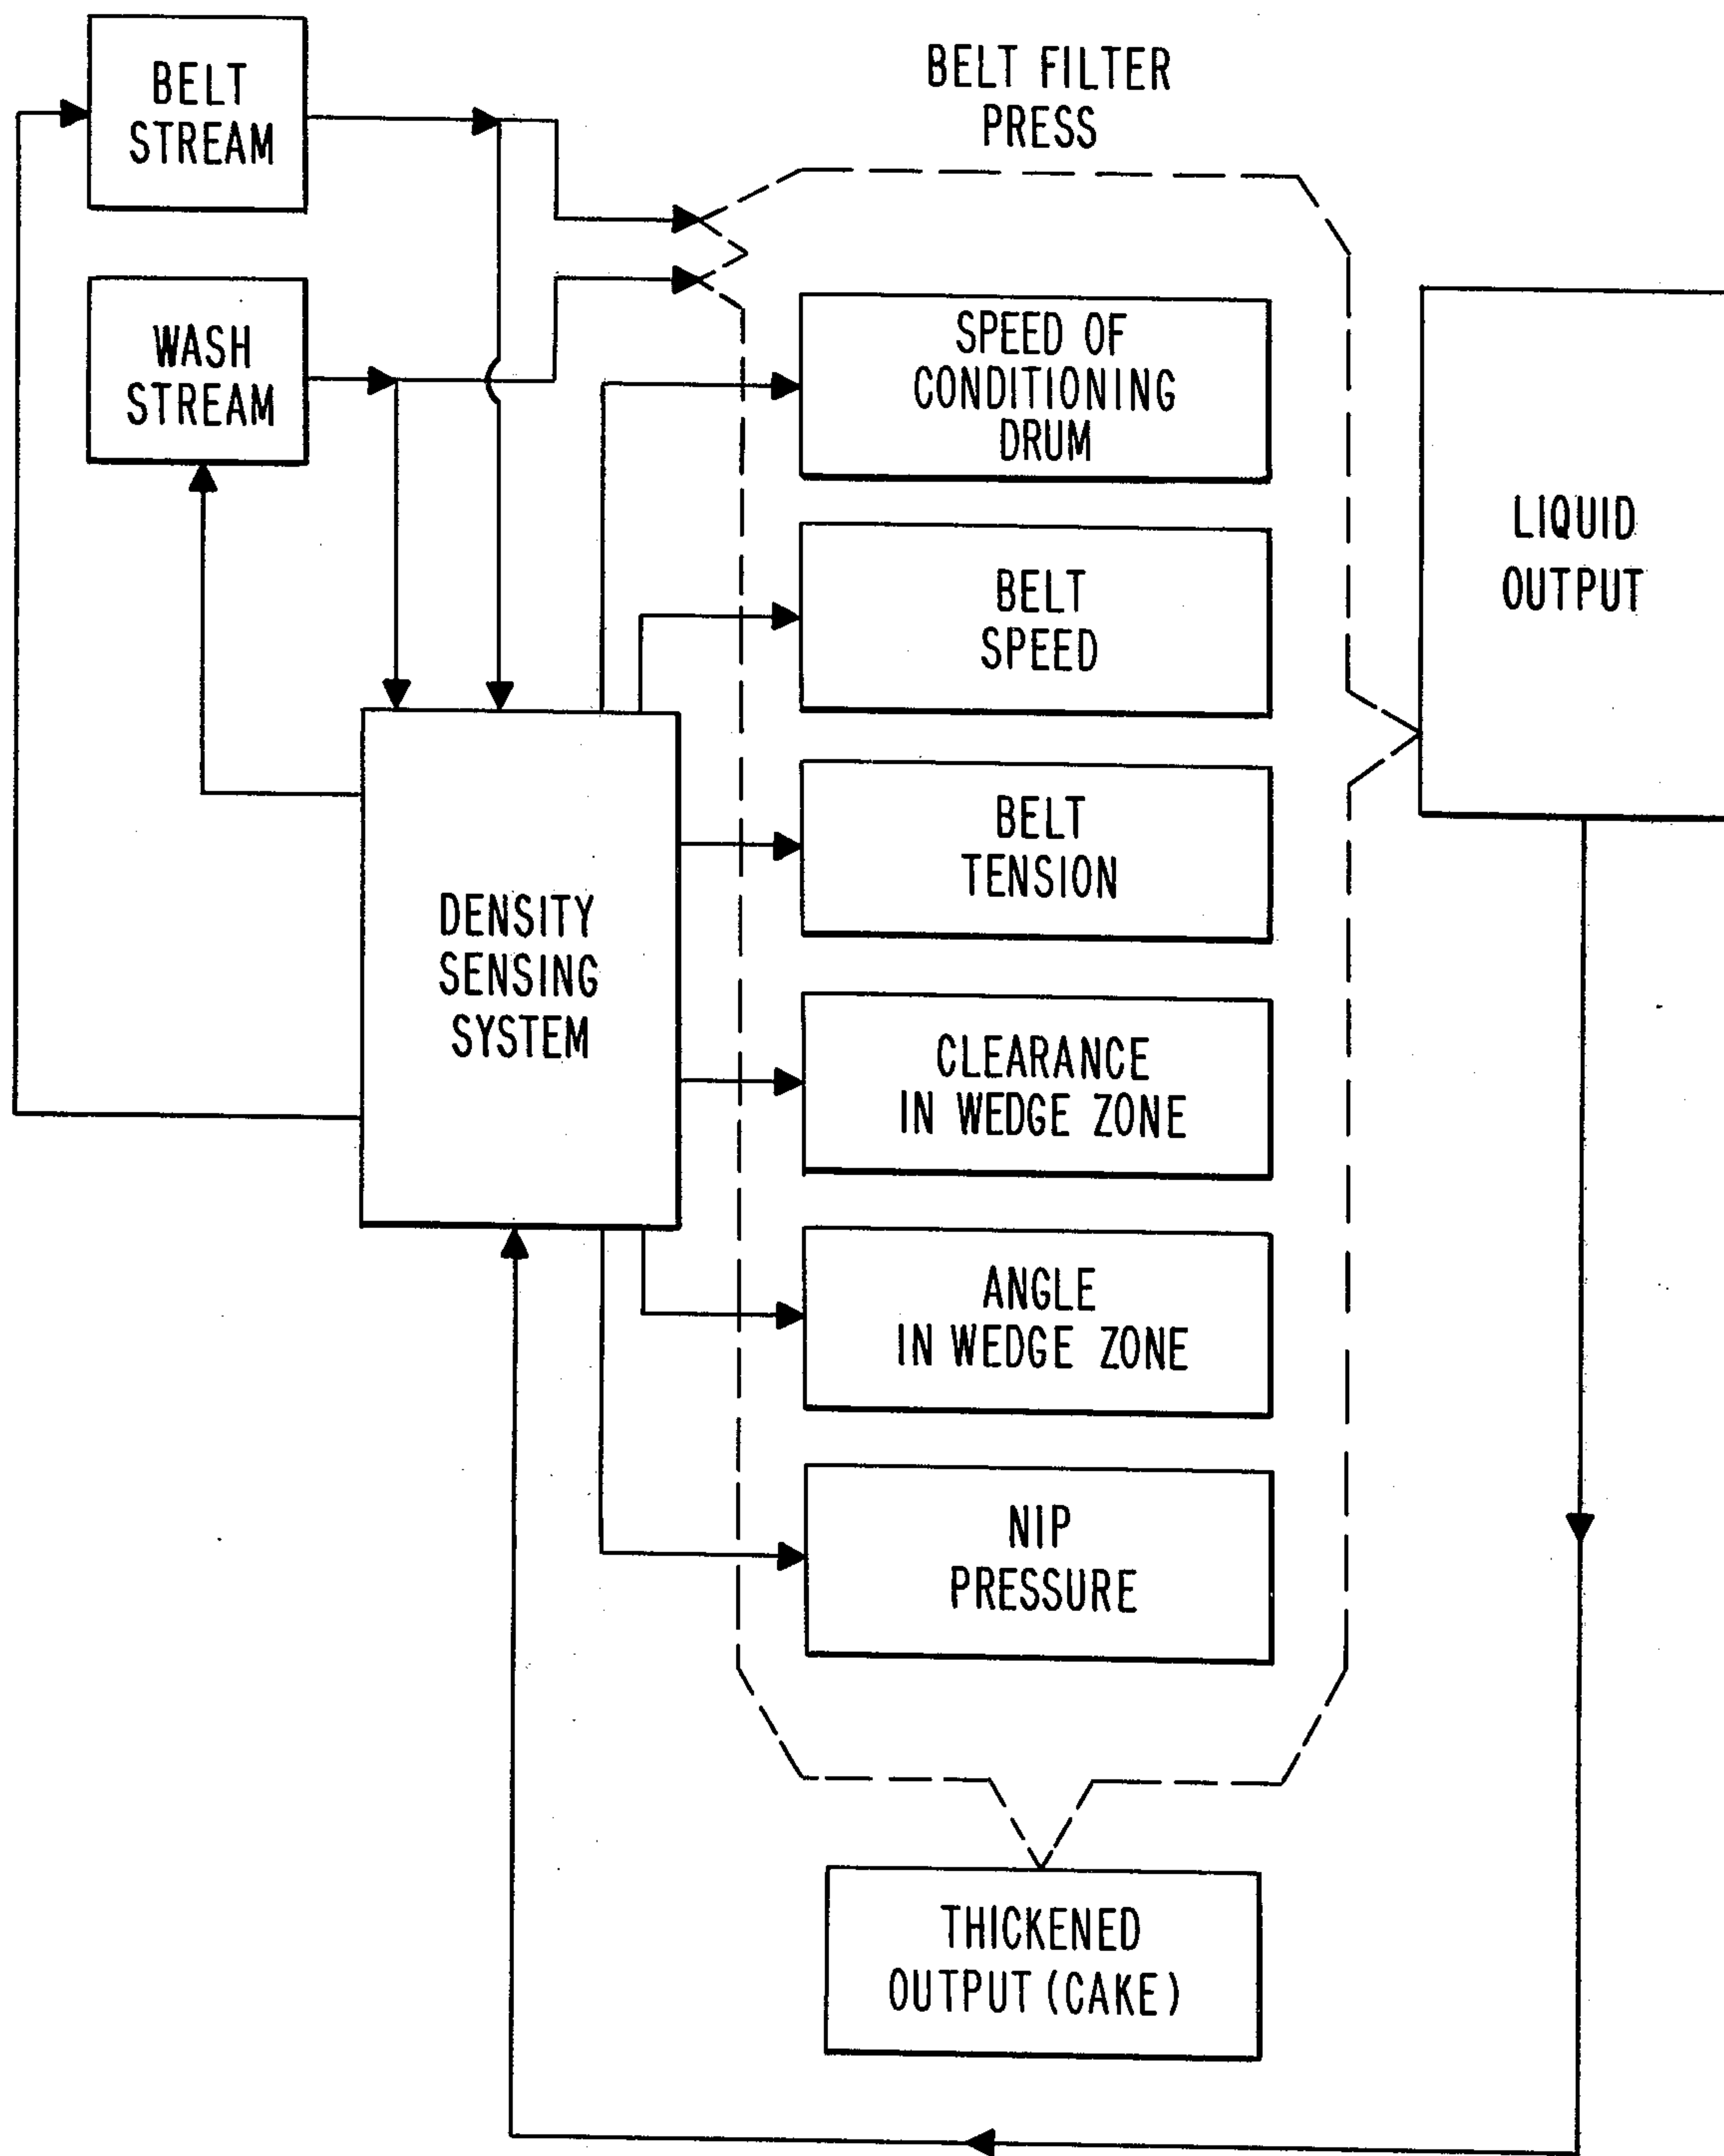 BELT
STREAM
BELT FILTER
PRESS
WASH
STREAM
SPEED OF
CONDITIONING
DRUM
LIQUID
OUTPUT
BELT
SPEED
BELT
TENSION
DENSITY
SENSING
SYSTEM
CLEARANCE
IN WEDGE ZONE
ANGLE
IN WEDGE ZONE
NIP
PRESSURE
THICKENED
OUTPUT (CAKE)